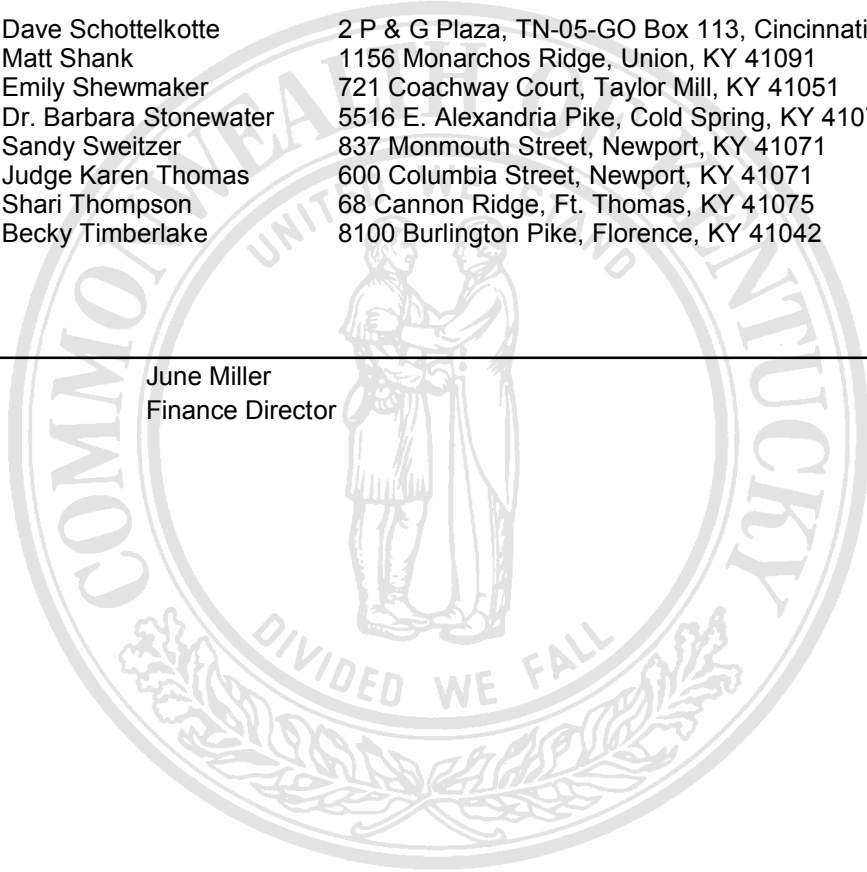 Dave Schottelkotte 2 P & G Plaza, TN-05-GO Box 113, Cincinnati
Matt Shank 1156 Monarchos Ridge, Union, KY 41091
Emily Shewmaker 721 Coachway Court, Taylor Mill, KY 41051
Dr. Barbara Stonewater 5516 E. Alexandria Pike, Cold Spring, KY
Sandy Sweitzer 837 Monmouth Street, Newport, KY 41071
Judge Karen Thomas 600 Columbia Street, Newport, KY 41071
Shari Thompson 68 Cannon Ridge, Ft. Thomas, KY 41075
Becky Timberlake 8100 Burlington Pike, Florence, KY 41042
June Miller
Finance Director
COMMONWEALTH OF KENTUCKY
UNITED WE STAND
DIVIDED WE FALL